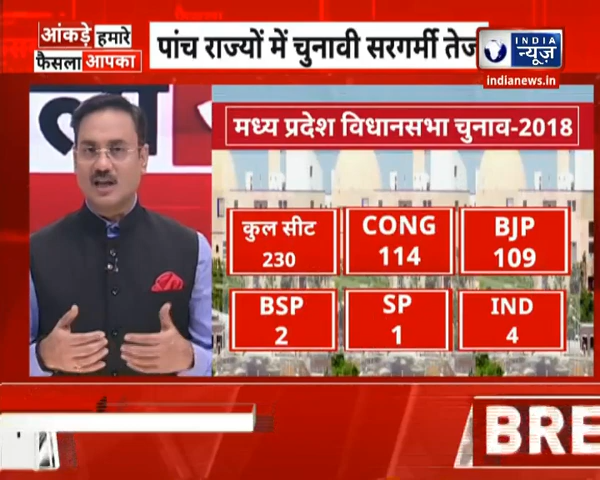 आंकड़े हमारे
फैसला आपका
पांच राज्यों में चुनावी सरगर्मी तेज
INDIA
न्यूज़
indianews.in
मध्य प्रदेश विधानसभा चुनाव-2018
कुल सीट
230
CONG
114
BJP
109
BSP
2
SP
1
IND
4
BRE